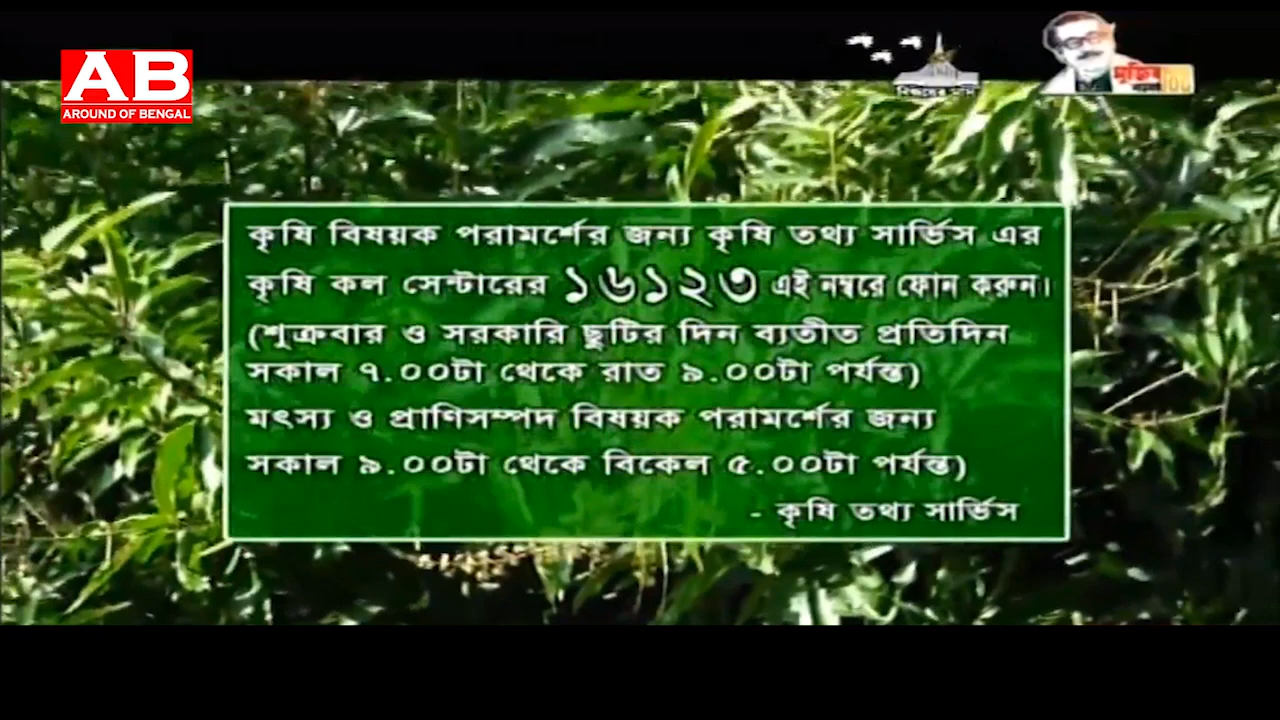 AB
AROUND OF BENGAL
বিজয়ের মাস
মুজিব
100
কৃষি বিষয়ক পরামর্শের জন্য কৃষি তথ্য সার্ভিস এর
কৃষি কল সেন্টারের ১৬১২৩ এই নম্বরে ফোন করুন।
(শুক্রবার ও সরকারি ছুটির দিন ব্যতীত প্রতিদিন
সকাল ৭.০০টা থেকে রাত ৯.০০টা পর্যন্ত)
মৎস্য ও প্রাণিসম্পদ বিষয়ক পরামর্শের জন্য
সকাল ৯.০০টা থেকে বিকেল ৫.০০টা পর্যন্ত)
- কৃষি তথ্য সার্ভিস